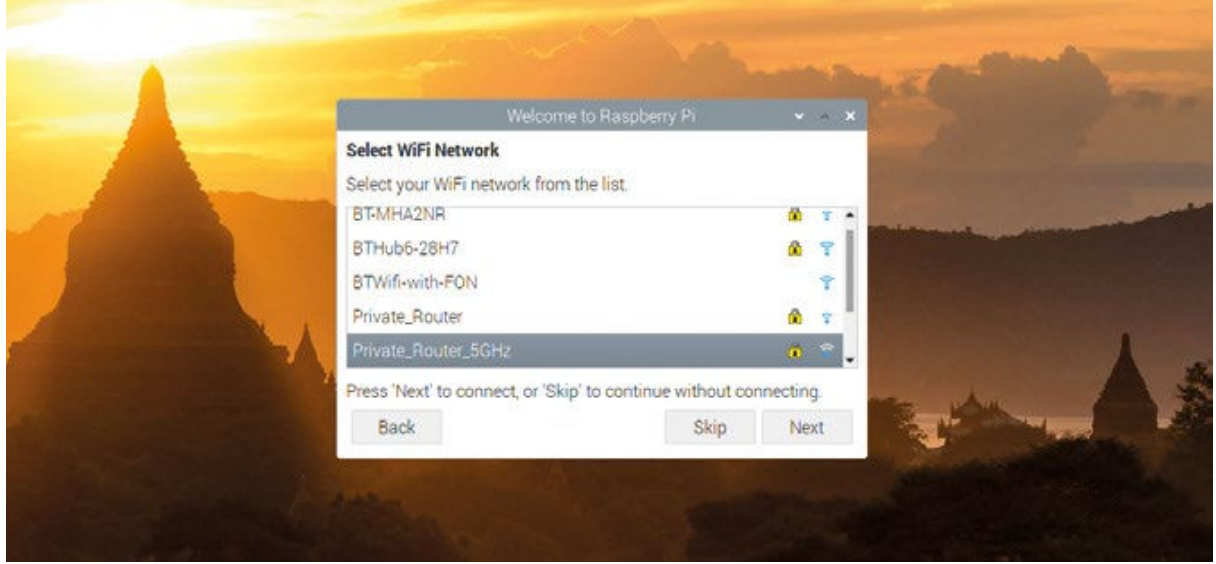 Welcome to Raspberry Pi
Select WiFi Network
Select your WiFi network from the list.
BT-MHA2NR
BTHub6-28H7
BTWifi-with-FON
Private_Router
Private_Router_5GHz
Press 'Next' to connect, or 'Skip' to continue without connecting.
Back Skip Next